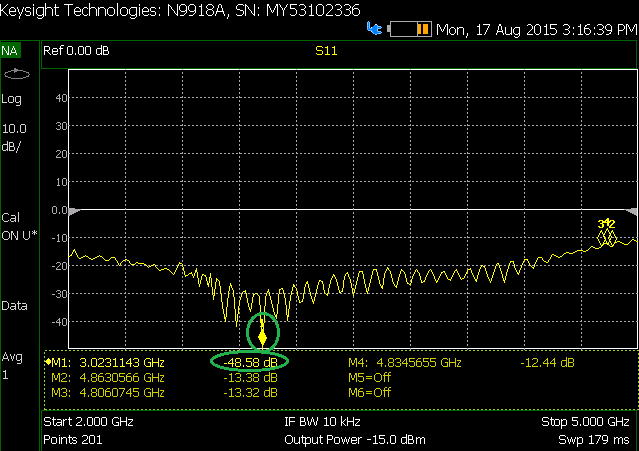 Keysight Technologies: N9918A, SN: MY53102336
Mon, 17 Aug 2015 3:16:39 PM
NA Ref 0.00 dB S11
Log
10.0
dB/
Cal
ON U*
Data
Avg
1
40
30
20
10
0.0
-10
-20
-30
-40
3 4 2
M1: 3.0231143 GHz -48.58 dB M4: 4.8345655 GHz -12.44 dB
M2: 4.8630566 GHz -13.38 dB M5=Off
M3: 4.8060745 GHz -13.32 dB M6=Off
Start 2.000 GHz IF BW 10 kHz Stop 5.000 GHz
Points 201 Output Power -15.0 dBm Swp 179 ms